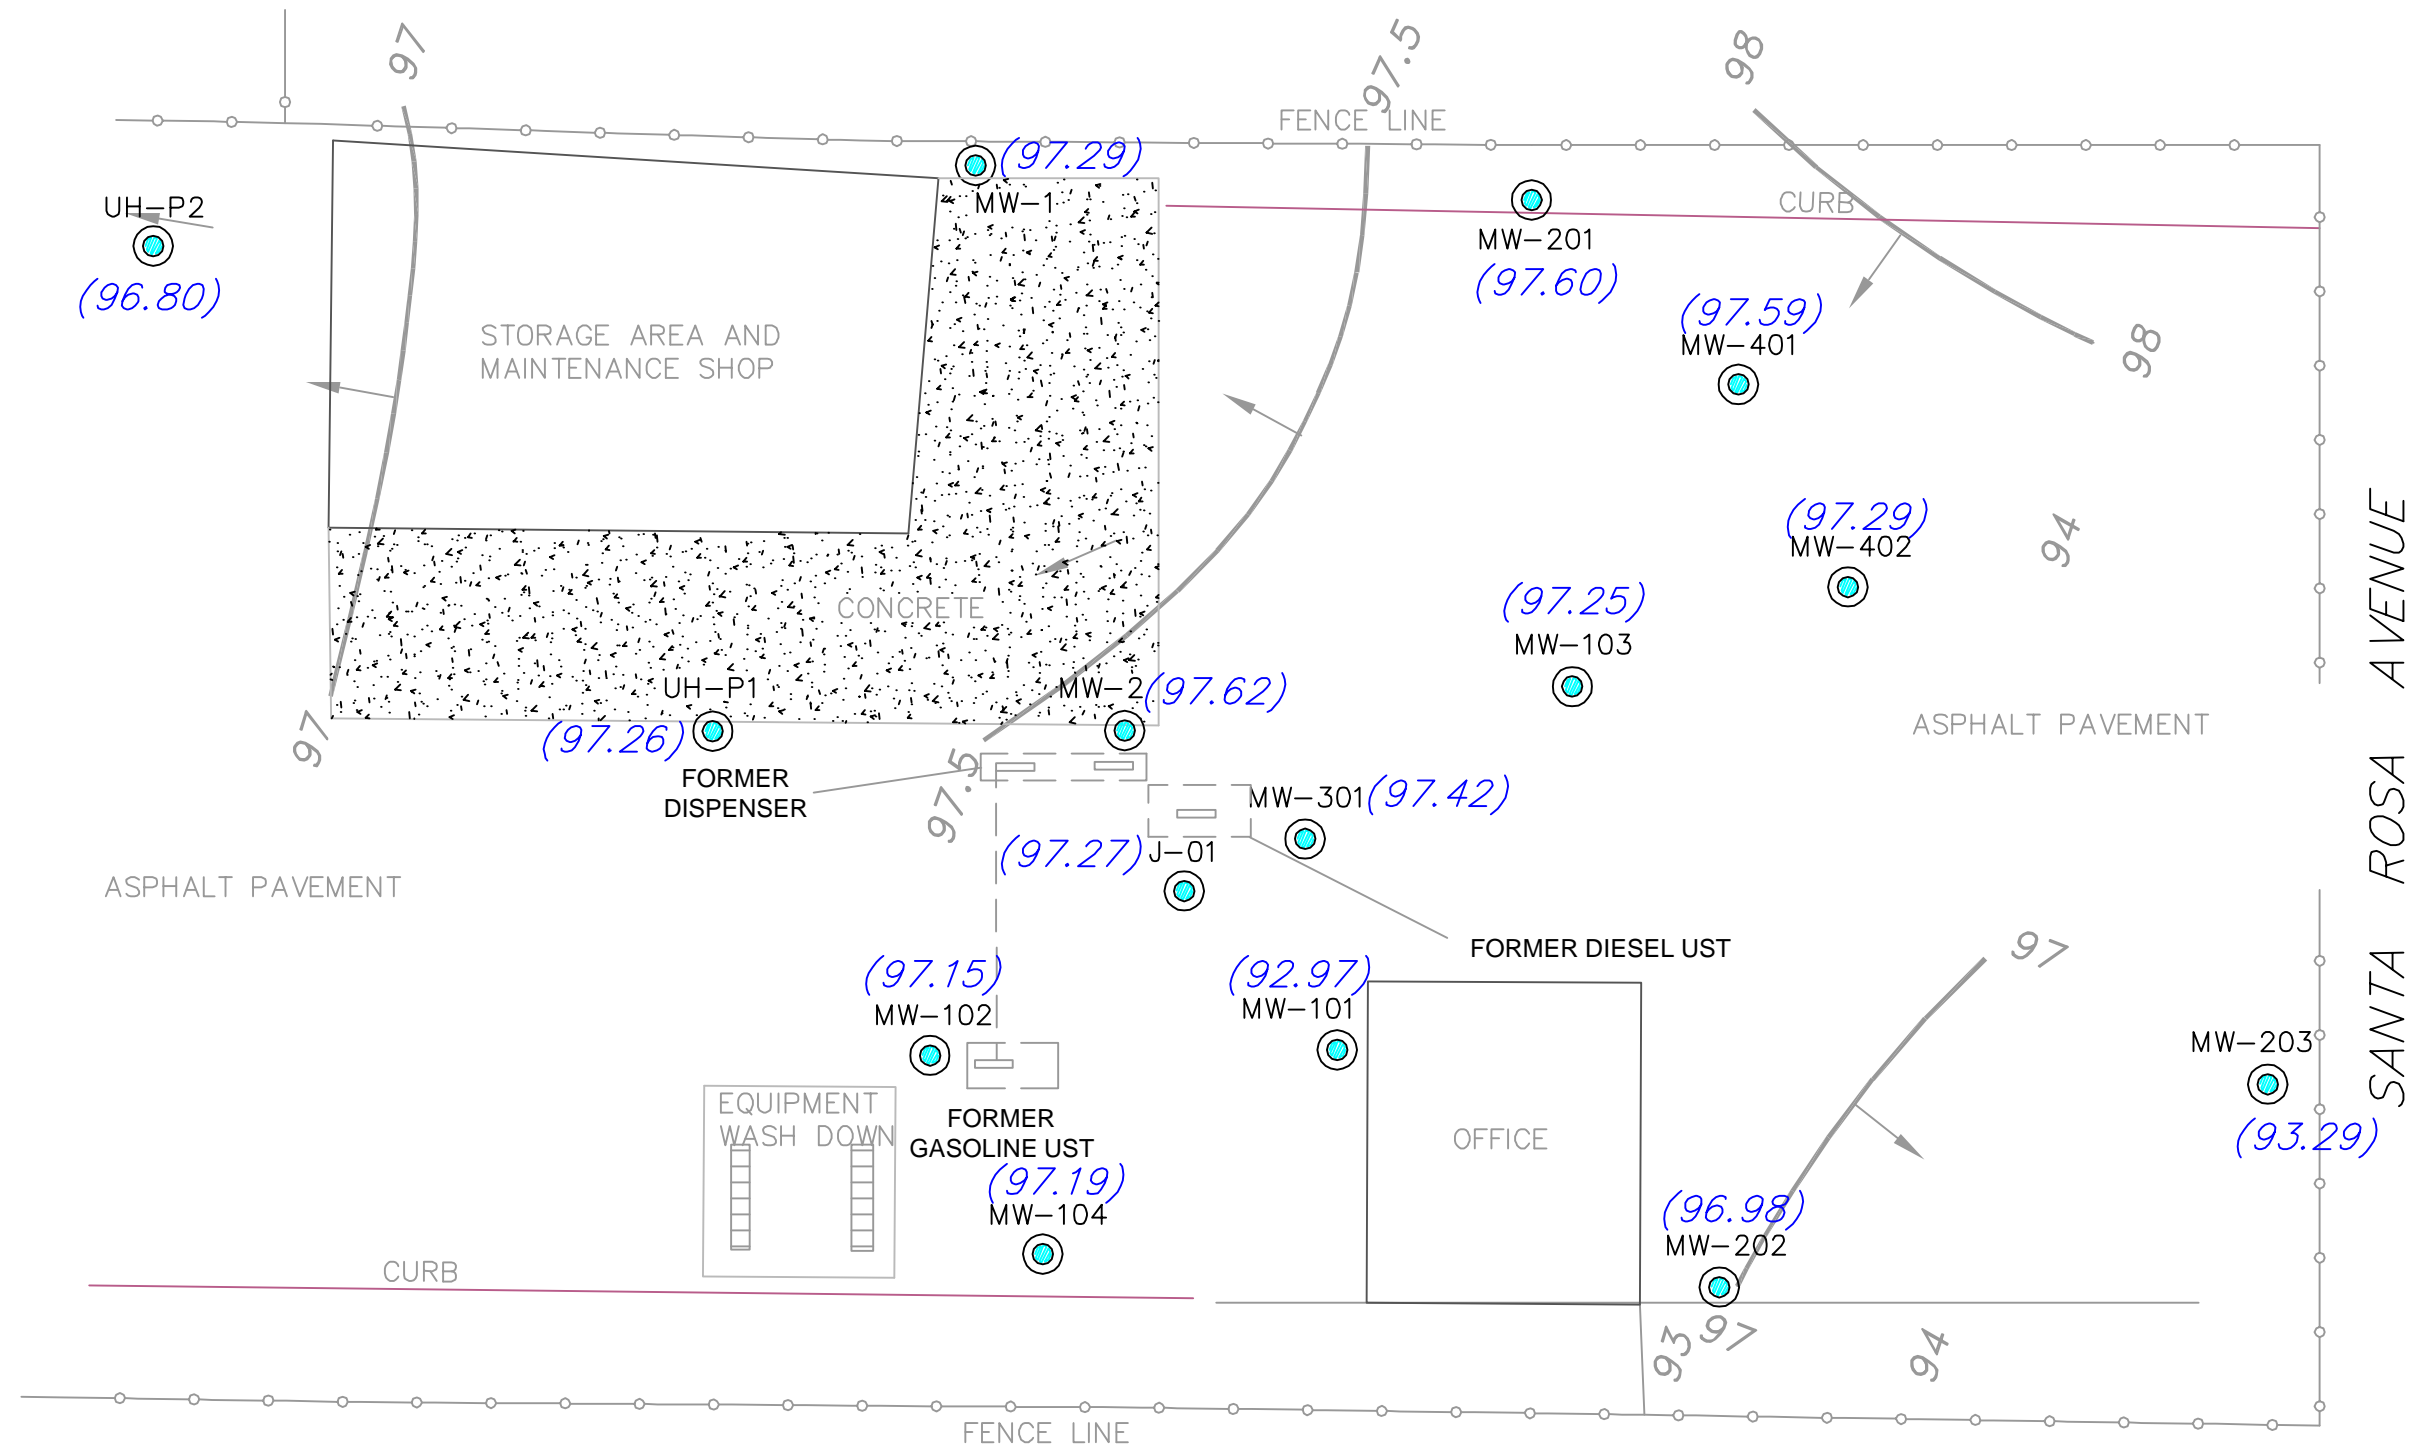 97
97.5
98
FENCE LINE
(97.29)
MW-1
UH-P2
(96.80)
CURB
MW-201
(97.60)
(97.59)
MW-401
98
STORAGE AREA AND
MAINTENANCE SHOP
(97.29)
MW-402
94
CONCRETE
(97.25)
MW-103
SANTA ROSA AVENUE
UH-P1
(97.26)
MW-2
(97.62)
ASPHALT PAVEMENT
97
97.5
FORMER
DISPENSER
MW-301
(97.42)
(97.27)
J-01
ASPHALT PAVEMENT
FORMER DIESEL UST
97
(97.15)
MW-102
(92.97)
MW-101
MW-203
(93.29)
EQUIPMENT
WASH DOWN
FORMER
GASOLINE UST
OFFICE
(97.19)
MW-104
(96.98)
MW-202
CURB
93
97
94
FENCE LINE